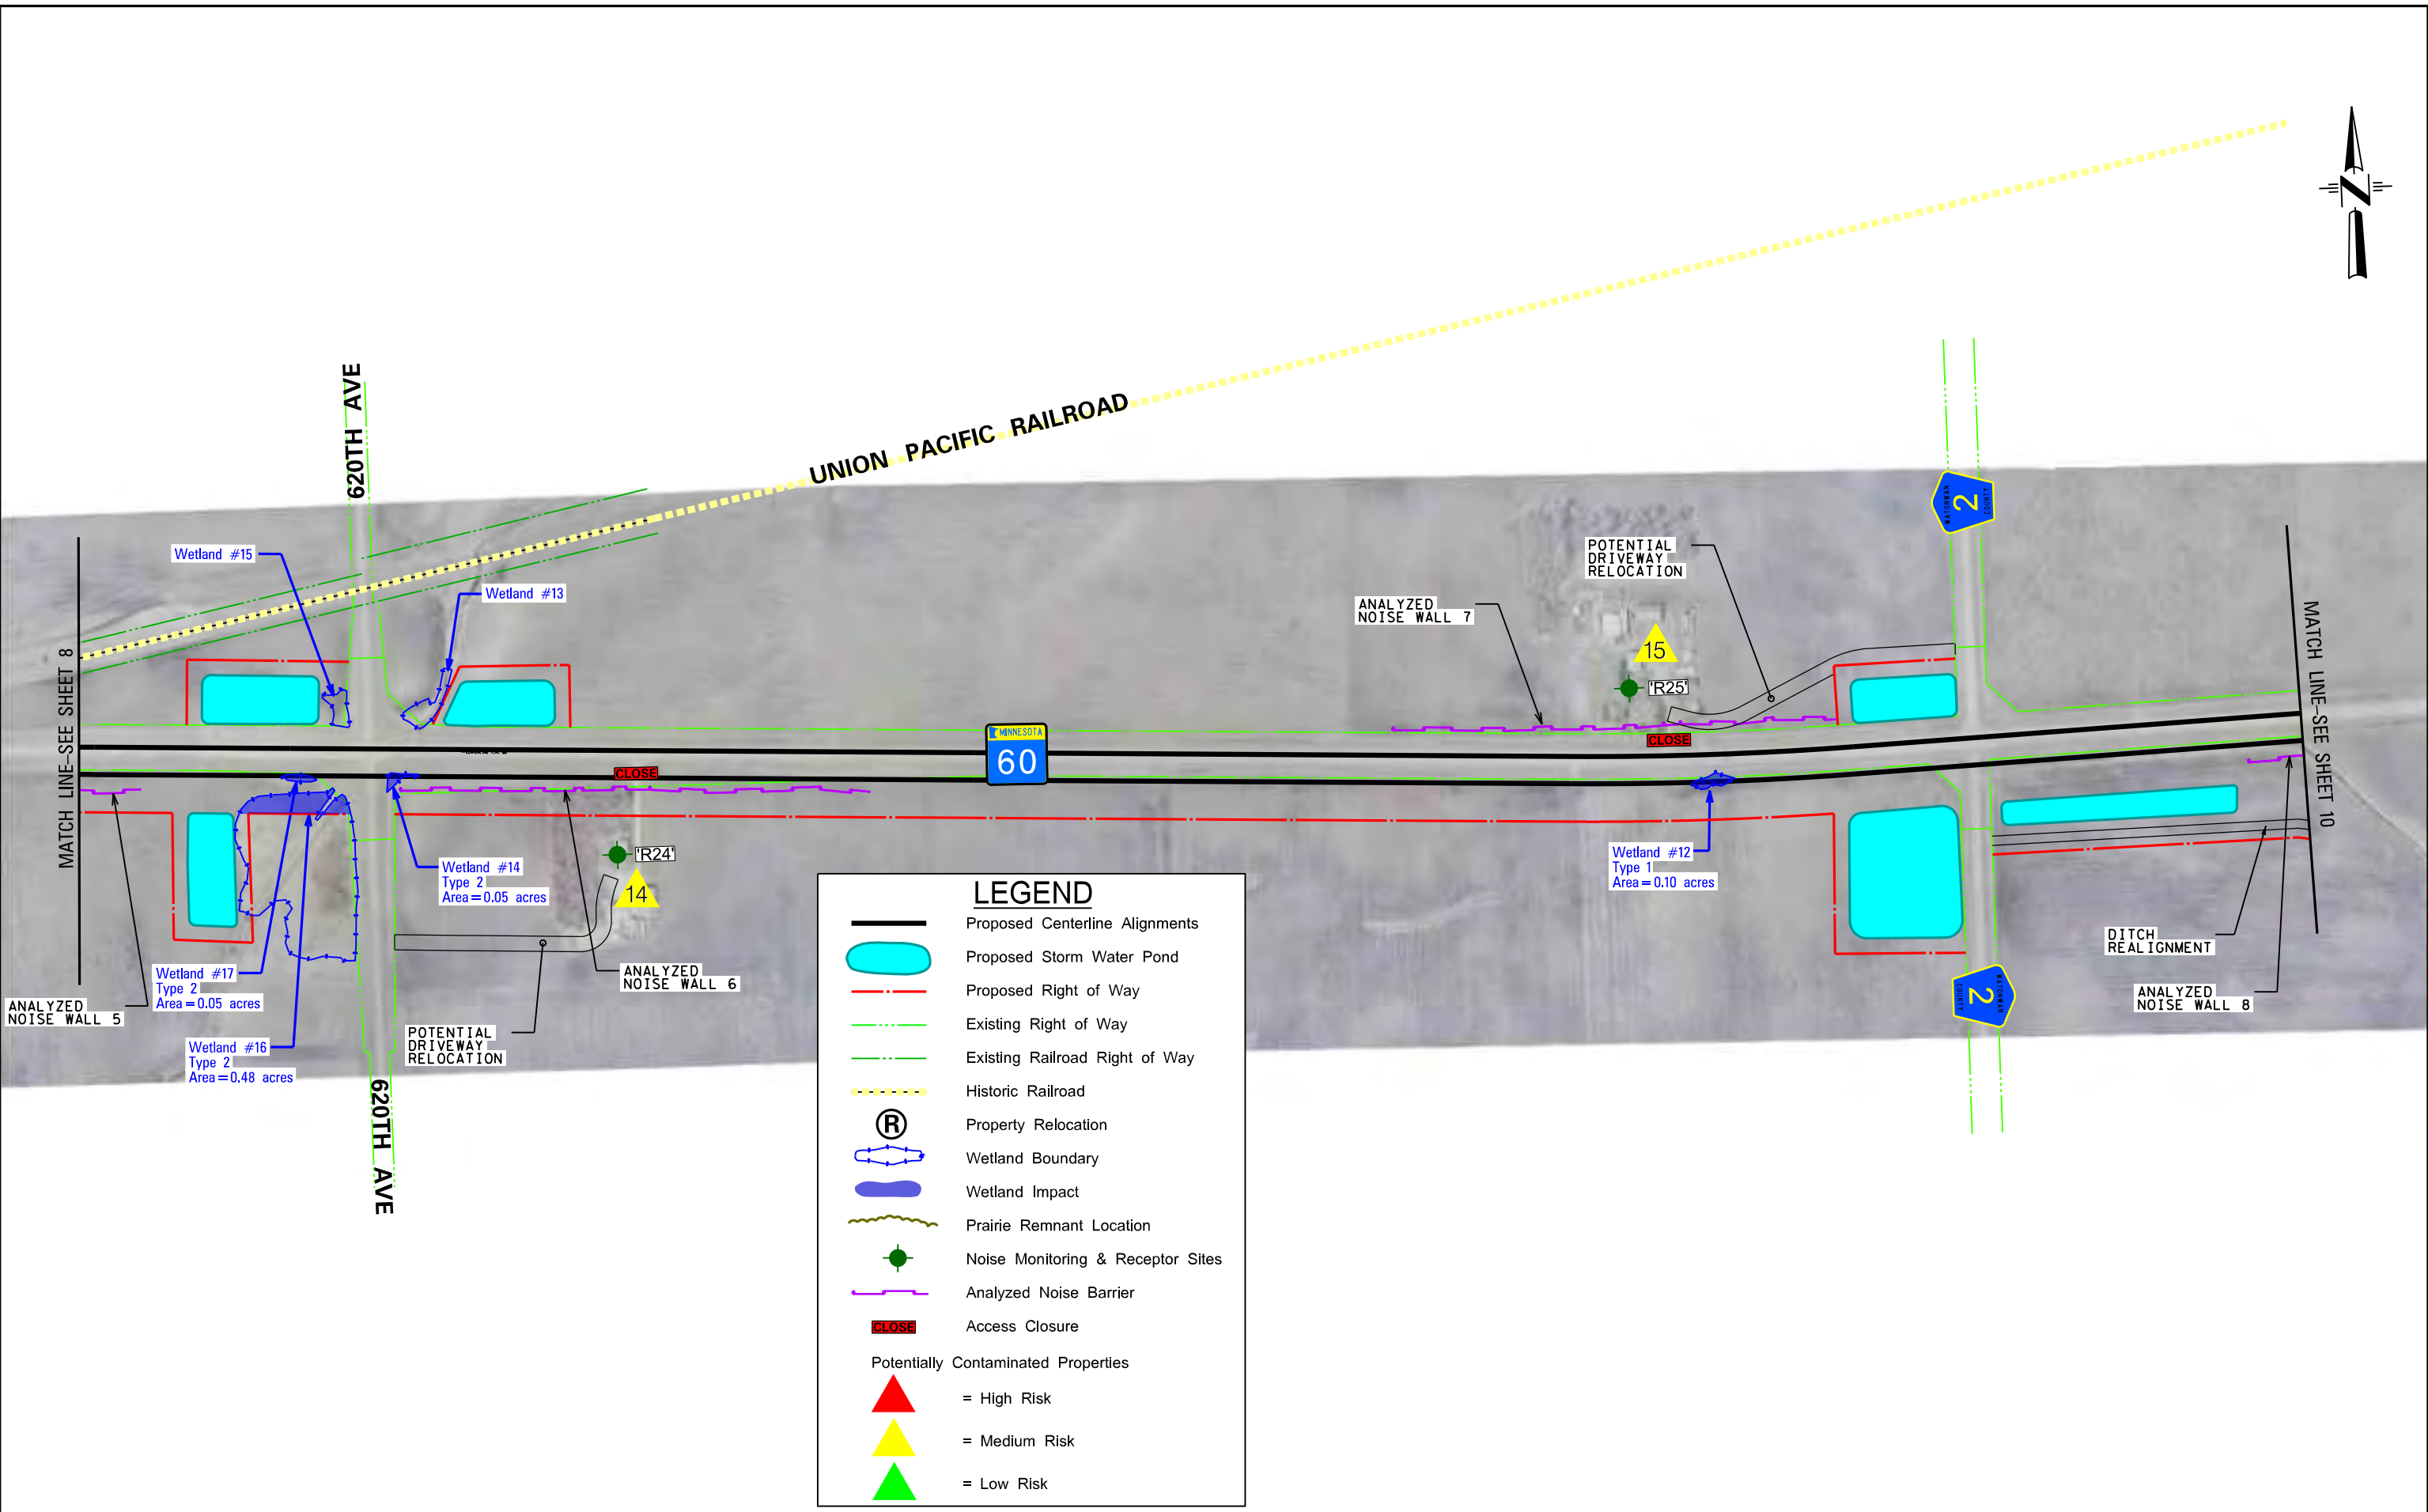 620TH AVE
UNION PACIFIC RAILROAD
N
WATONWAN
2
COUNTY
Wetland #15
Wetland #13
POTENTIAL
DRIVEWAY
RELOCATION
ANALYZED
NOISE WALL 7
15
'R25'
MATCH LINE-SEE SHEET 8
MATCH LINE-SEE SHEET 10
MINNESOTA
60
CLOSE
CLOSE
'R24'
14
Wetland #14
Type 2
Area=0.05 acres
Wetland #12
Type 1
Area=0.10 acres
Wetland #17
Type 2
Area=0.05 acres
ANALYZED
NOISE WALL 5
Wetland #16
Type 2
Area=0.48 acres
POTENTIAL
DRIVEWAY
RELOCATION
ANALYZED
NOISE WALL 6
DITCH
REALIGNMENT
ANALYZED
NOISE WALL 8
WATONWAN
2
COUNTY
620TH AVE
LEGEND
Proposed Centerline Alignments
Proposed Storm Water Pond
Proposed Right of Way
Existing Right of Way
Existing Railroad Right of Way
Historic Railroad
R Property Relocation
Wetland Boundary
Wetland Impact
Prairie Remnant Location
Noise Monitoring & Receptor Sites
Analyzed Noise Barrier
CLOSE Access Closure
Potentially Contaminated Properties
= High Risk
= Medium Risk
= Low Risk